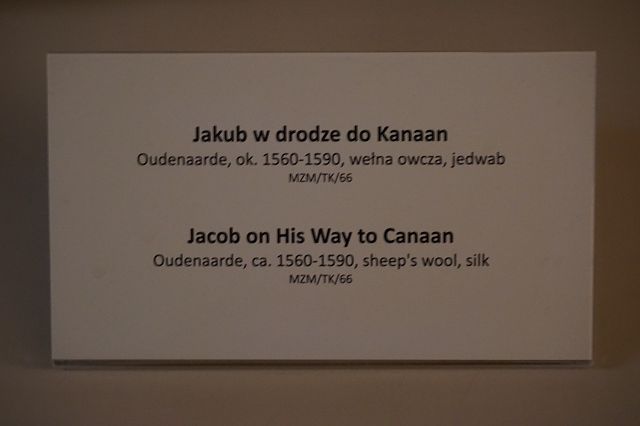 Jakub w drodze do Kanaan
Oudenaarde, ok. 1560-1590, wełna owcza, jedwab
MZM/TK/66
Jacob on His Way to Canaan
Oudenaarde, ca. 1560-1590, sheep's wool, silk
MZM/TK/66